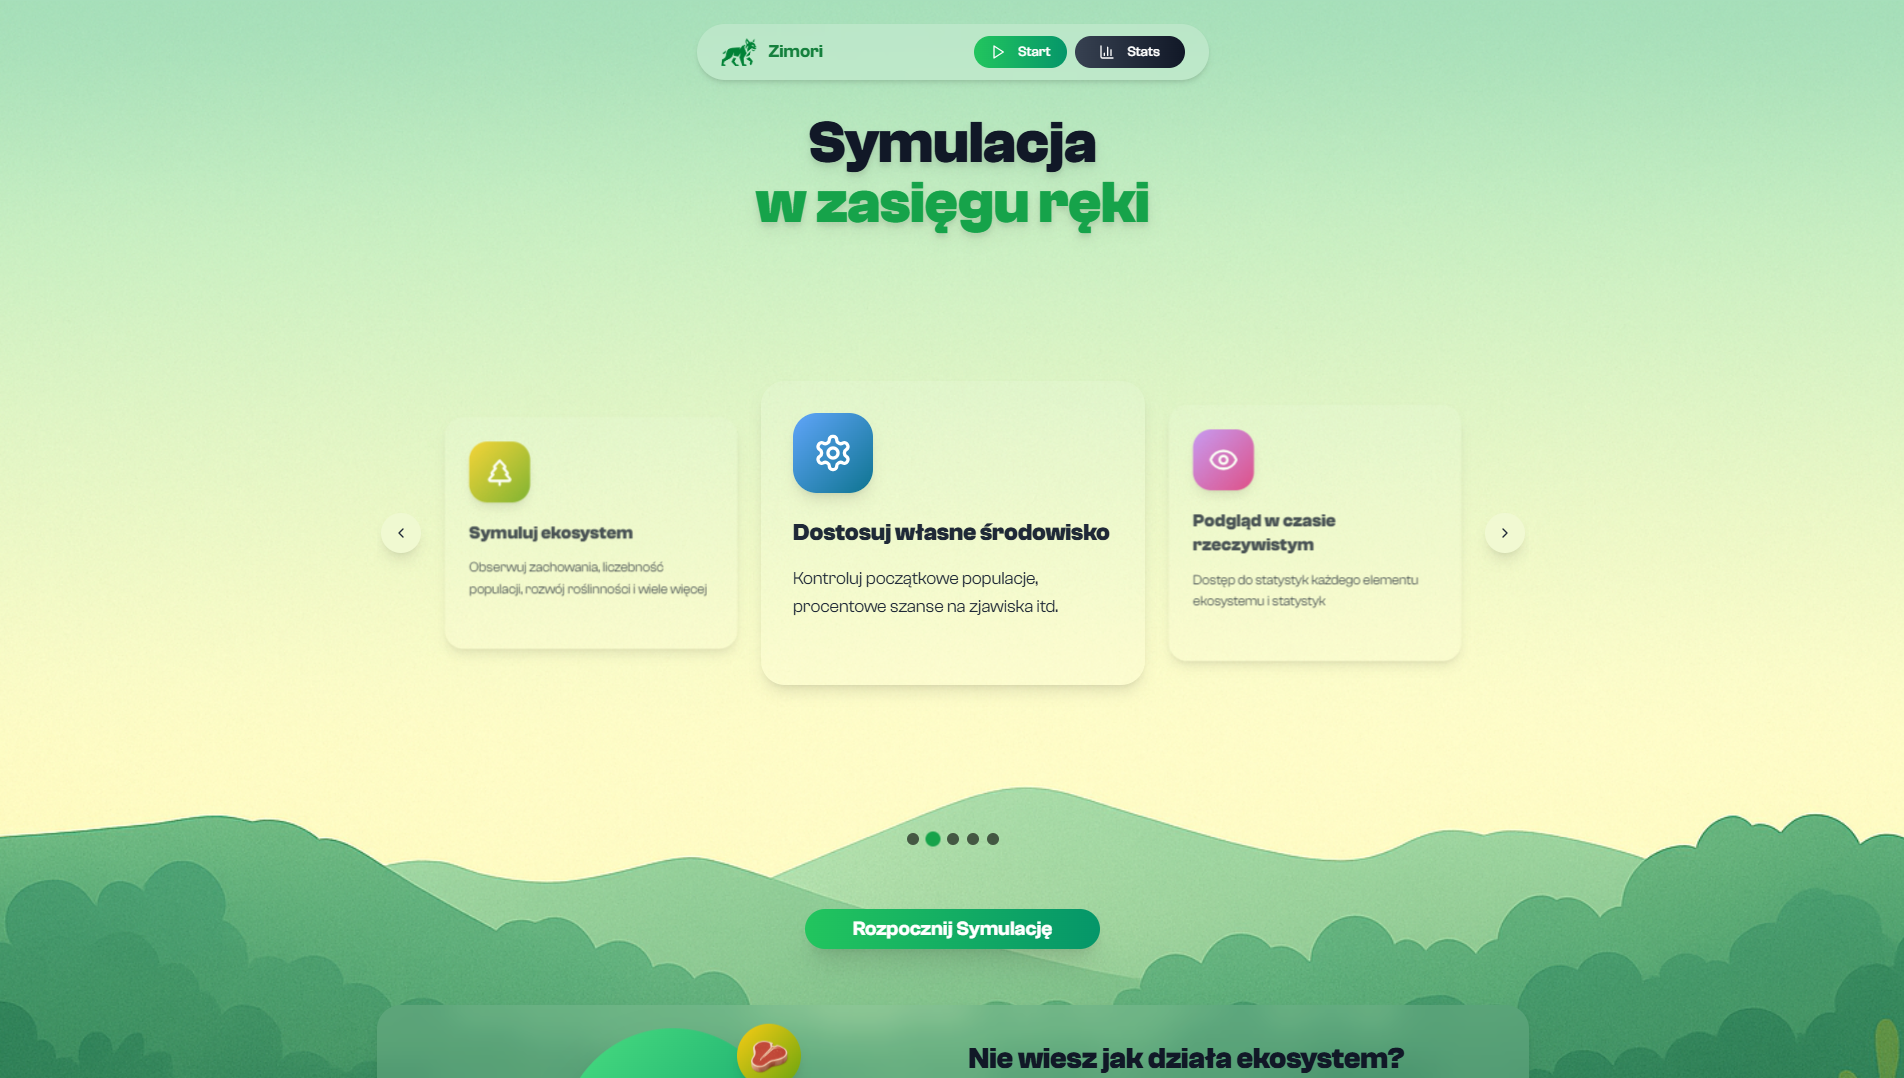 Zimori
Start
Stats
Symulacja
w zasięgu ręki
Symuluj ekosystem
Obserwuj zachowania, liczebność
populacji, rozwój roślinności i wiele więcej
Dostosuj własne środowisko
Kontroluj początkowe populacje,
procentowe szanse na zjawiska itd.
Podgląd w czasie
rzeczywistym
Dostęp do statystyk każdego elementu
ekosystemu i statystyk
Rozpocznij Symulację
Nie wiesz jak działa ekosystem?